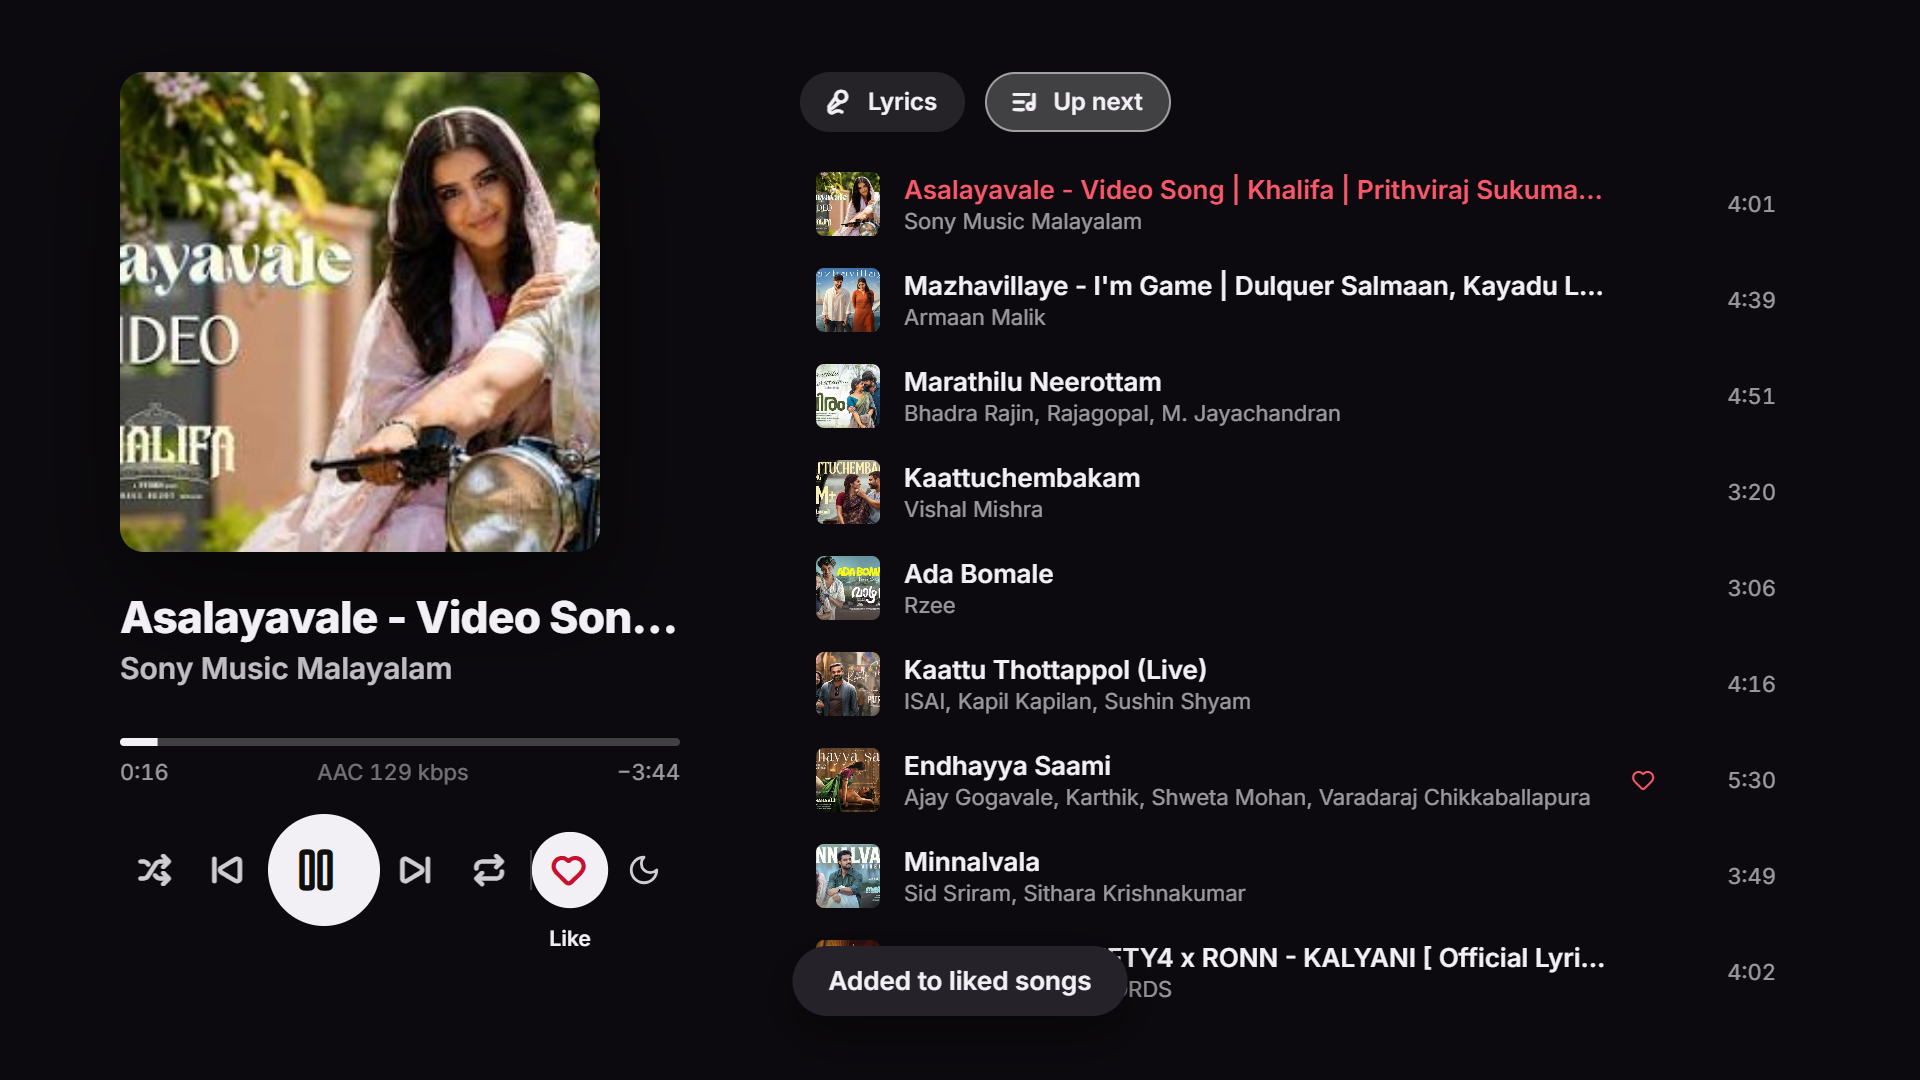 ayavale
IDEO
ALIFA
Asalayavale - Video Son...
Sony Music Malayalam
0:16
AAC 129 kbps
−3:44
Like
Lyrics
Up next
Asalayavale - Video Song | Khalifa | Prithviraj Sukuma...
Sony Music Malayalam
4:01
Mazhavillaye - I'm Game | Dulquer Salmaan, Kayadu L...
Armaan Malik
4:39
Marathilu Neerottam
Bhadra Rajin, Rajagopal, M. Jayachandran
4:51
Kaattuchembakam
Vishal Mishra
3:20
ADA BOM
Ada Bomale
Rzee
3:06
Kaattu Thottappol (Live)
ISAI, Kapil Kapilan, Sushin Shyam
4:16
Endhayya Saami
Ajay Gogavale, Karthik, Shweta Mohan, Varadaraj Chikkaballapura
5:30
NNALVA
Minnalvala
Sid Sriram, Sithara Krishnakumar
3:49
ETY4 x RONN - KALYANI [ Official Lyri...
ORDS
4:02
Added to liked songs